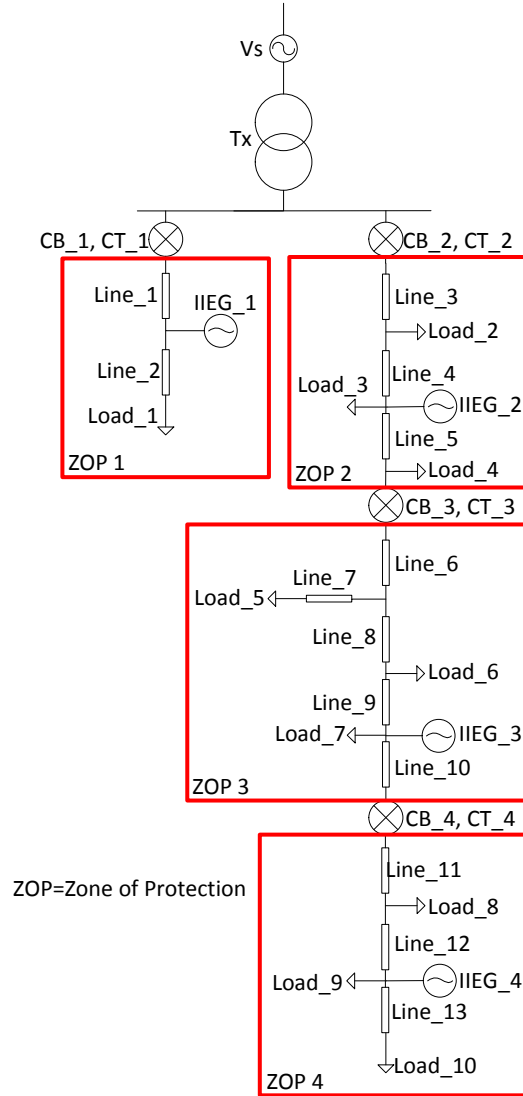 Vs
Tx
CB_1, CT_1
CB_2, CT_2
Line_1
IIEG_1
Line_2
Load_1
ZOP 1
Line_3
Load_2
Line_4
Load_3
IIEG_2
Line_5
Load_4
ZOP 2
CB_3, CT_3
Line_6
Line_7
Load_5
Line_8
Load_6
Line_9
Load_7
IIEG_3
Line_10
ZOP 3
CB_4, CT_4
Line_11
ZOP=Zone of Protection
Load_8
Line_12
Load_9
IIEG_4
Line_13
Load_10
ZOP 4